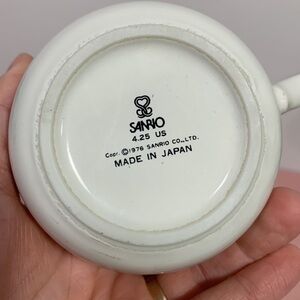 SANRIO
4.25 US
Copr. ©1976 SANRIO CO.,LTD.
MADE IN JAPAN